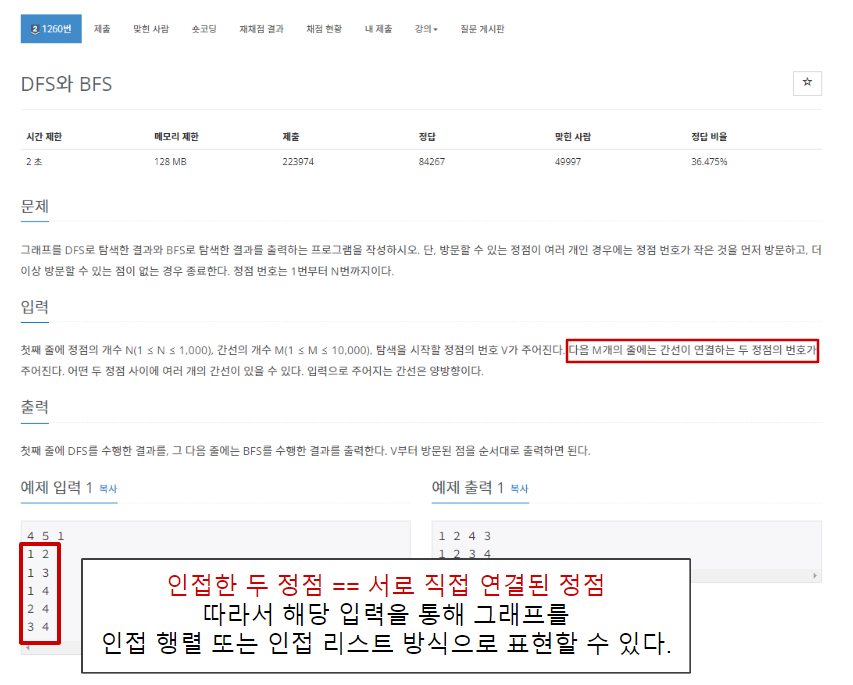 2 1260번 제출 맞힌 사람 숏코딩 재채점 결과 채점 현황 내 제출 강의 질문 게시판
DFS와 BFS
시간 제한 메모리 제한 제출 정답 맞힌 사람 정답 비율
2 초 128 MB 223974 84267 49997 36.475%
문제
그래프를 DFS로 탐색한 결과와 BFS로 탐색한 결과를 출력하는 프로그램을 작성하시오. 단, 방문할 수 있는 정점이 여러 개인 경우에는 정점 번호가 작은 것을 먼저 방문하고, 더
이상 방문할 수 있는 점이 없는 경우 종료한다. 정점 번호는 1번부터 N번까지이다.
입력
첫째 줄에 정점의 개수 N(1 ≤ N ≤ 1,000), 간선의 개수 M(1 ≤ M ≤ 10,000), 탐색을 시작할 정점의 번호 V가 주어진다. 다음 M개의 줄에는 간선이 연결하는 두 정점의 번호가
주어진다. 어떤 두 정점 사이에 여러 개의 간선이 있을 수 있다. 입력으로 주어지는 간선은 양방향이다.
출력
첫째 줄에 DFS를 수행한 결과를, 그 다음 줄에는 BFS를 수행한 결과를 출력한다. V부터 방문된 점을 순서대로 출력하면 된다.
예제 입력 1 복사
4 5 1
1 2
1 3
1 4
2 4
3 4
예제 출력 1 복사
1 2 4 3
1 2 3 4
인접한 두 정점 == 서로 직접 연결된 정점
따라서 해당 입력을 통해 그래프를
인접 행렬 또는 인접 리스트 방식으로 표현할 수 있다.